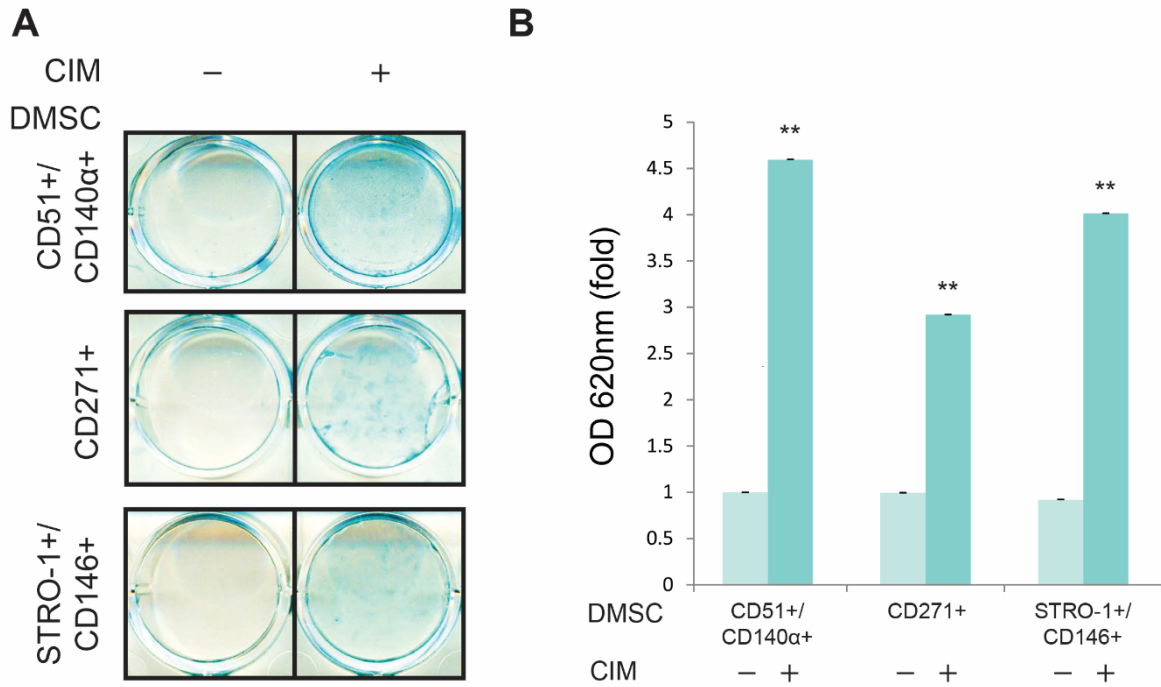 A
CIM − +
DMSC
CD51+/
CD140α+
CD271+
STRO-1+/
CD146+
B
OD 620nm (fold)
5
4.5
4
3.5
3
2.5
2
1.5
1
0.5
0
**
**
**
DMSC CD51+/ CD271+ STRO-1+/
CD140α+ CD146+
CIM − + − + − +